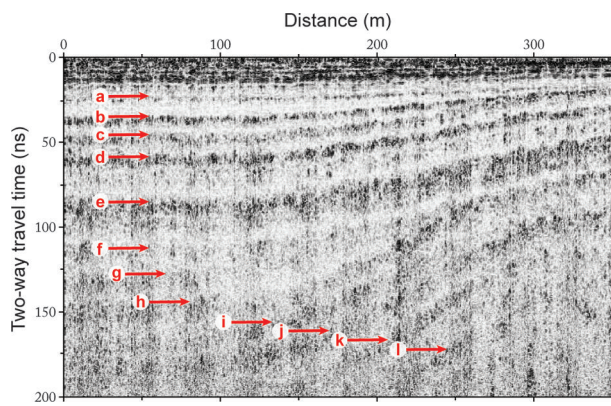 Distance (m)
0 100 200 300
Two-way travel time (ns)
0
50
100
150
200
a
b
c
d
e
f
g
h
i
j
k
l